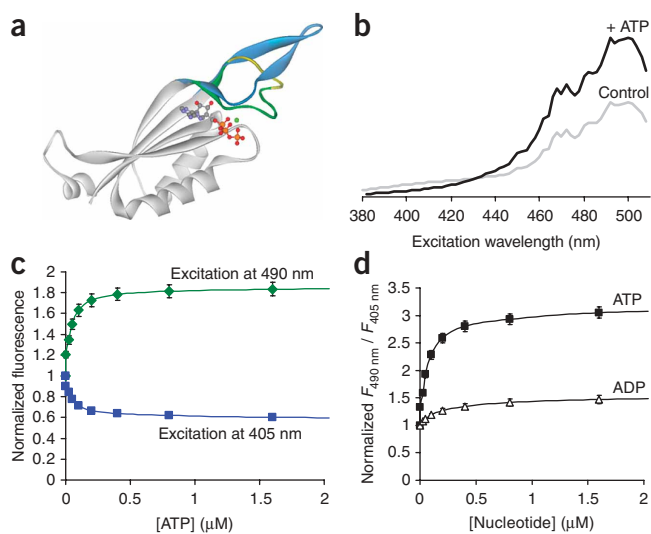 a
b
+ ATP
Control
380 400 420 440 460 480 500
Excitation wavelength (nm)
c
Normalized fluorescence
2
1.8
1.6
1.4
1.2
1
0.8
0.6
0.4
0.2
0
Excitation at 490 nm
Excitation at 405 nm
0 0.5 1 1.5 2
[ATP] (µM)
d
Normalized F490 nm / F405 nm
3.5
3
2.5
2
1.5
1
0.5
0
ATP
ADP
0 0.5 1 1.5 2
[Nucleotide] (µM)